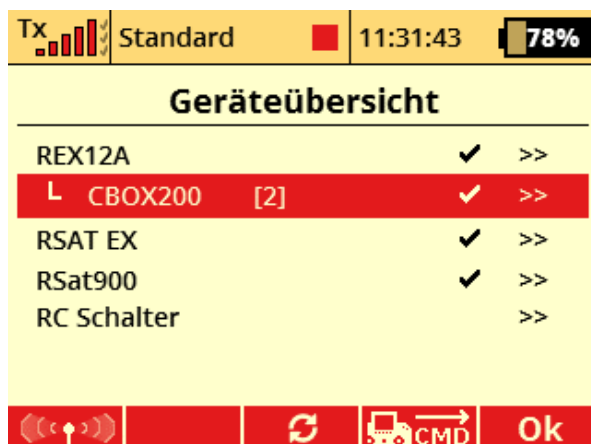 Tx Standard 11:31:43 78%
Geräteübersicht
REX12A >>
CBOX200 [2] >>
RSAT EX >>
RSat900 >>
RC Schalter >>
CMD Ok